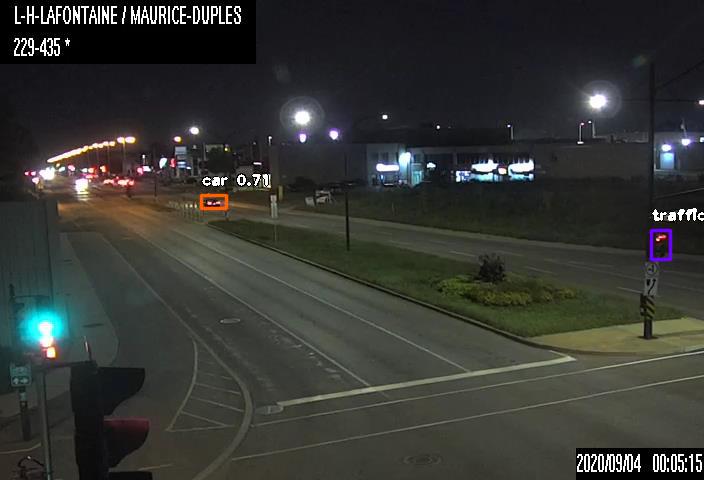 L-H-LAFONTAINE / MAURICE-DUPLES
229-435 *
car 0.71
traffic
2020/09/04 00:05:15